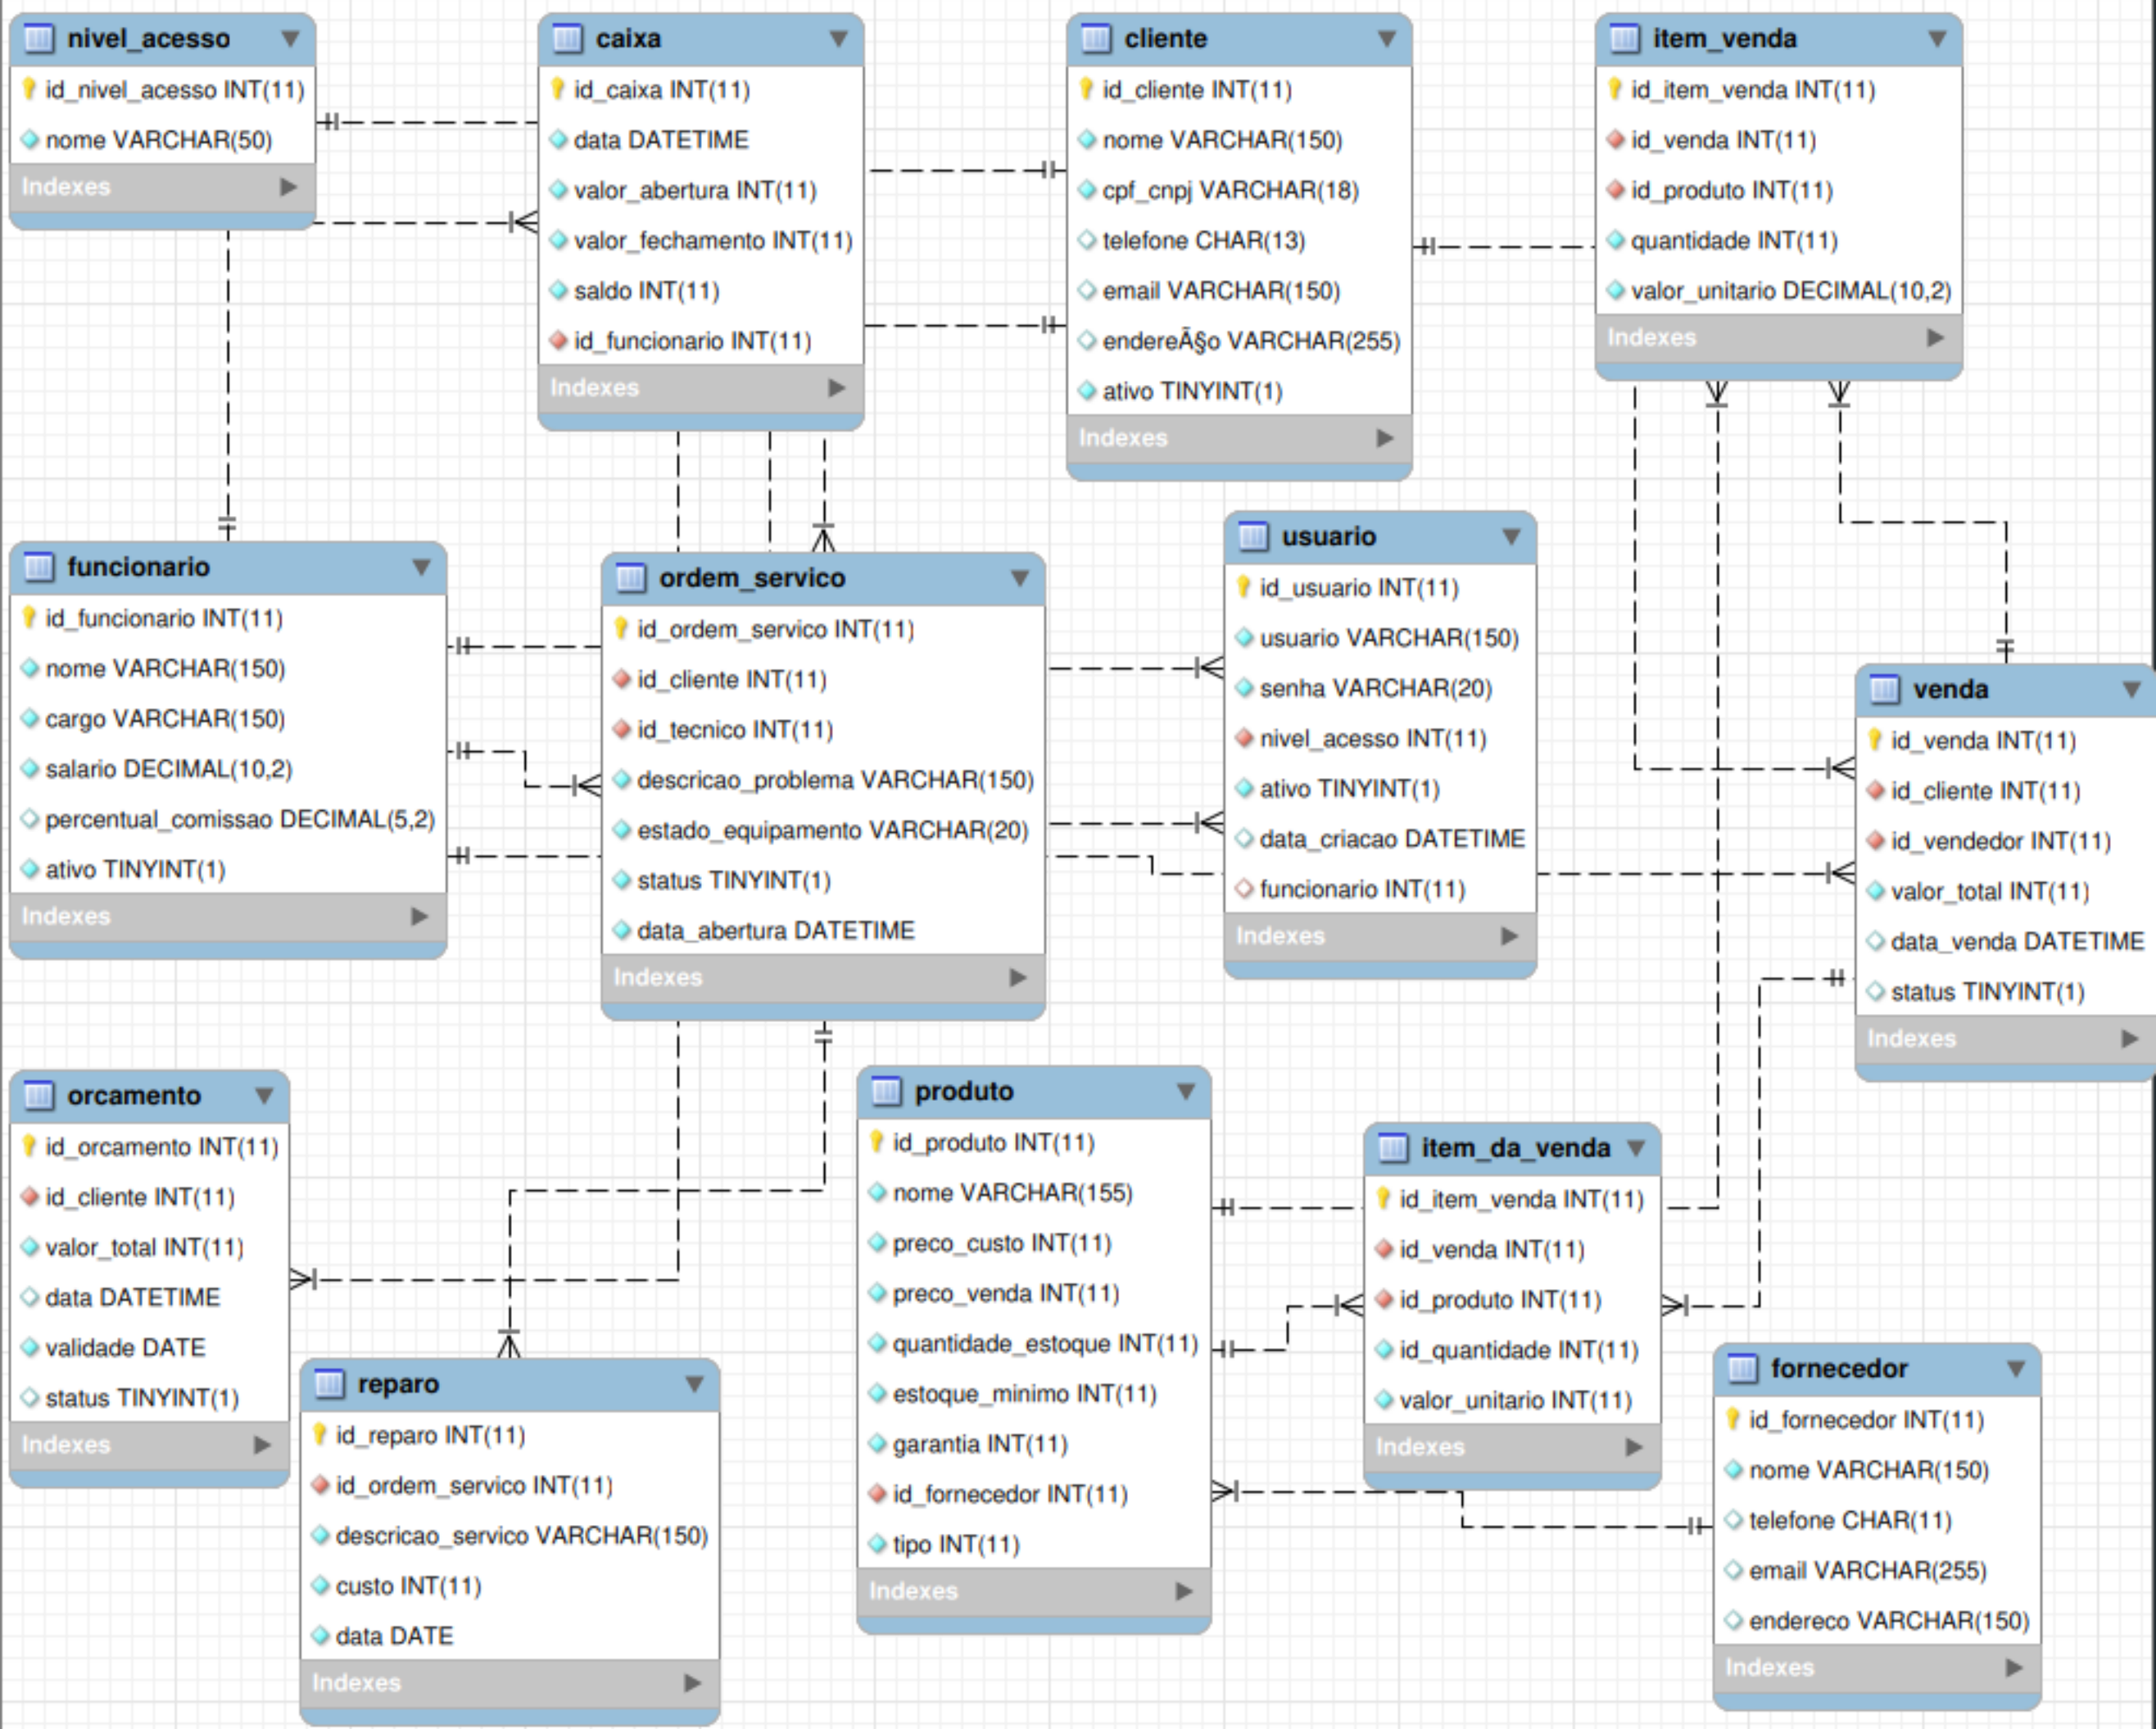 nivel_acesso
id_nivel_acesso INT(11)
nome VARCHAR(50)
Indexes
caixa
id_caixa INT(11)
data DATETIME
valor_abertura INT(11)
valor_fechamento INT(11)
saldo INT(11)
id_funcionario INT(11)
Indexes
cliente
id_cliente INT(11)
nome VARCHAR(150)
cpf_cnpj VARCHAR(18)
telefone CHAR(13)
email VARCHAR(150)
endereÃ§o VARCHAR(255)
ativo TINYINT(1)
Indexes
item_venda
id_item_venda INT(11)
id_venda INT(11)
id_produto INT(11)
quantidade INT(11)
valor_unitario DECIMAL(10,2)
Indexes
funcionario
id_funcionario INT(11)
nome VARCHAR(150)
cargo VARCHAR(150)
salario DECIMAL(10,2)
percentual_comissao DECIMAL(5,2)
ativo TINYINT(1)
Indexes
ordem_servico
id_ordem_servico INT(11)
id_cliente INT(11)
id_tecnico INT(11)
descricao_problema VARCHAR(150)
estado_equipamento VARCHAR(20)
status TINYINT(1)
data_abertura DATETIME
Indexes
usuario
id_usuario INT(11)
usuario VARCHAR(150)
senha VARCHAR(20)
nivel_acesso INT(11)
ativo TINYINT(1)
data_criacao DATETIME
funcionario INT(11)
Indexes
venda
id_venda INT(11)
id_cliente INT(11)
id_vendedor INT(11)
valor_total INT(11)
data_venda DATETIME
status TINYINT(1)
Indexes
orcamento
id_orcamento INT(11)
id_cliente INT(11)
valor_total INT(11)
data DATETIME
validade DATE
status TINYINT(1)
Indexes
reparo
id_reparo INT(11)
id_ordem_servico INT(11)
descricao_servico VARCHAR(150)
custo INT(11)
data DATE
Indexes
produto
id_produto INT(11)
nome VARCHAR(155)
preco_custo INT(11)
preco_venda INT(11)
quantidade_estoque INT(11)
estoque_minimo INT(11)
garantia INT(11)
id_fornecedor INT(11)
tipo INT(11)
Indexes
item_da_venda
id_item_venda INT(11)
id_venda INT(11)
id_produto INT(11)
id_quantidade INT(11)
valor_unitario INT(11)
Indexes
fornecedor
id_fornecedor INT(11)
nome VARCHAR(150)
telefone CHAR(11)
email VARCHAR(255)
endereco VARCHAR(150)
Indexes